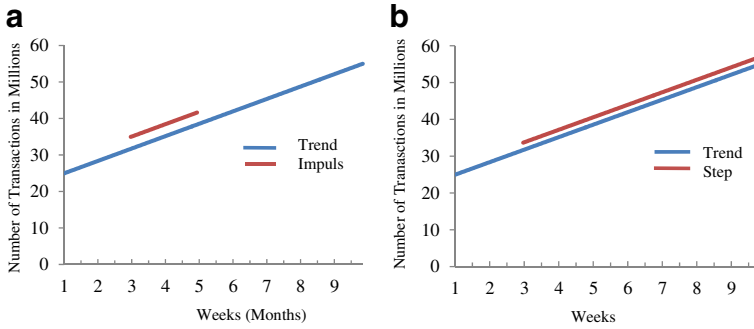 a
Number of Transactions in Millions
60
50
40
30
20
10
0
1 2 3 4 5 6 7 8 9
Weeks (Months)
Trend
Impuls
b
Number of Tranasctions in Millions
60
50
40
30
20
10
0
1 2 3 4 5 6 7 8 9
Weeks
Trend
Step